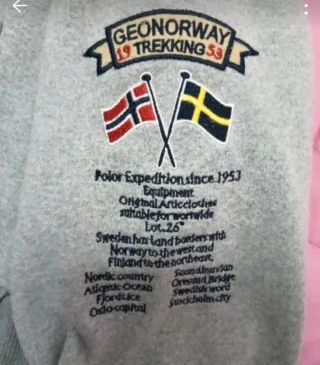 GEONORWAY
19 TREKKING 53
Polor Expedition since 1953
Equipment
Original Articclothes
suitable for worlwide
Lot.26°
Sweden has land borders with
Norway to the west and
Finland to the northeast,
Nordic country
Atlantic Ocean
Fjords ice
Oslo capital
Scandinavian
Oresund Bridge
Swedish word
Stockholm city